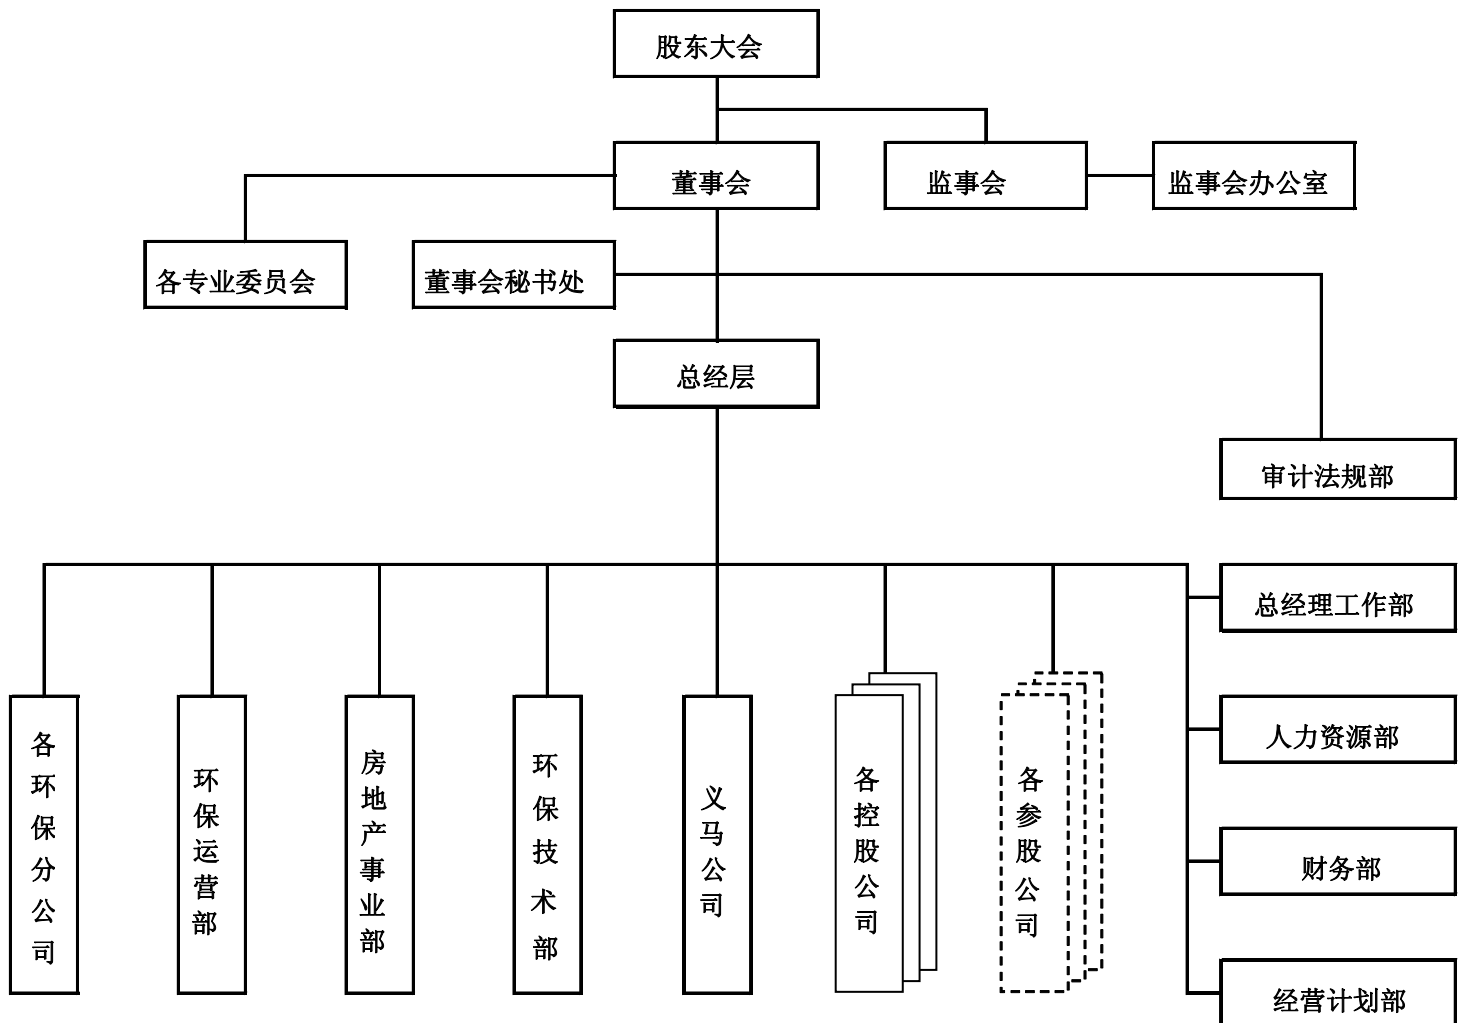 股东大会
董事会
监事会
监事会办公室
各专业委员会
董事会秘书处
总经层
审计法规部
总经理工作部
人力资源部
财务部
经营计划部
各环保分公司
环保运营部
房地产事业部
环保技术部
义马公司
各控股公司
各参股公司